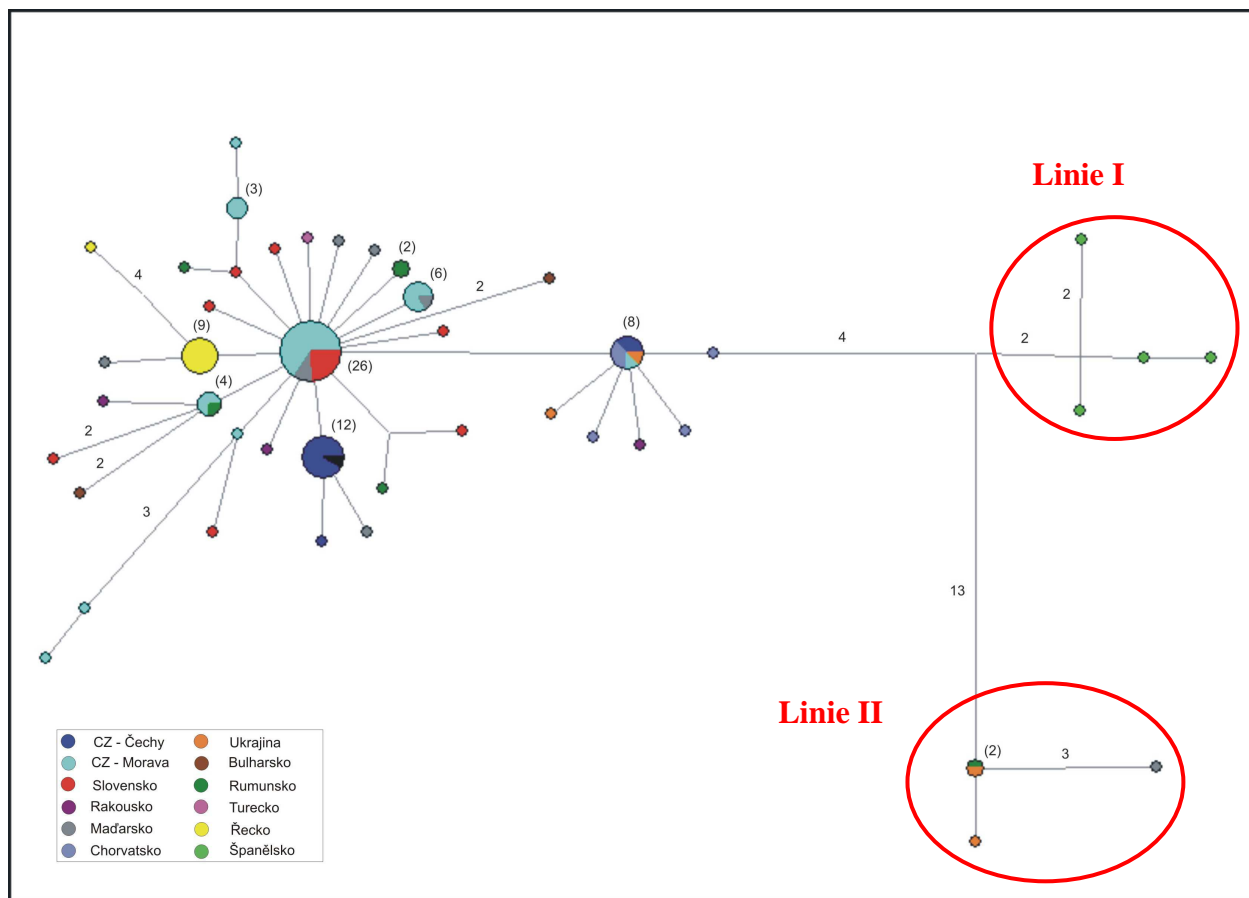 Linie I
(3)
(2)
4
(6)
2
(9)
(8)
2
4
2
(26)
(4)
(12)
2
2
3
13
Linie II
(2)
3
CZ - Čechy
Ukrajina
CZ - Morava
Bulharsko
Slovensko
Rumunsko
Rakousko
Turecko
Maďarsko
Řecko
Chorvatsko
Španělsko